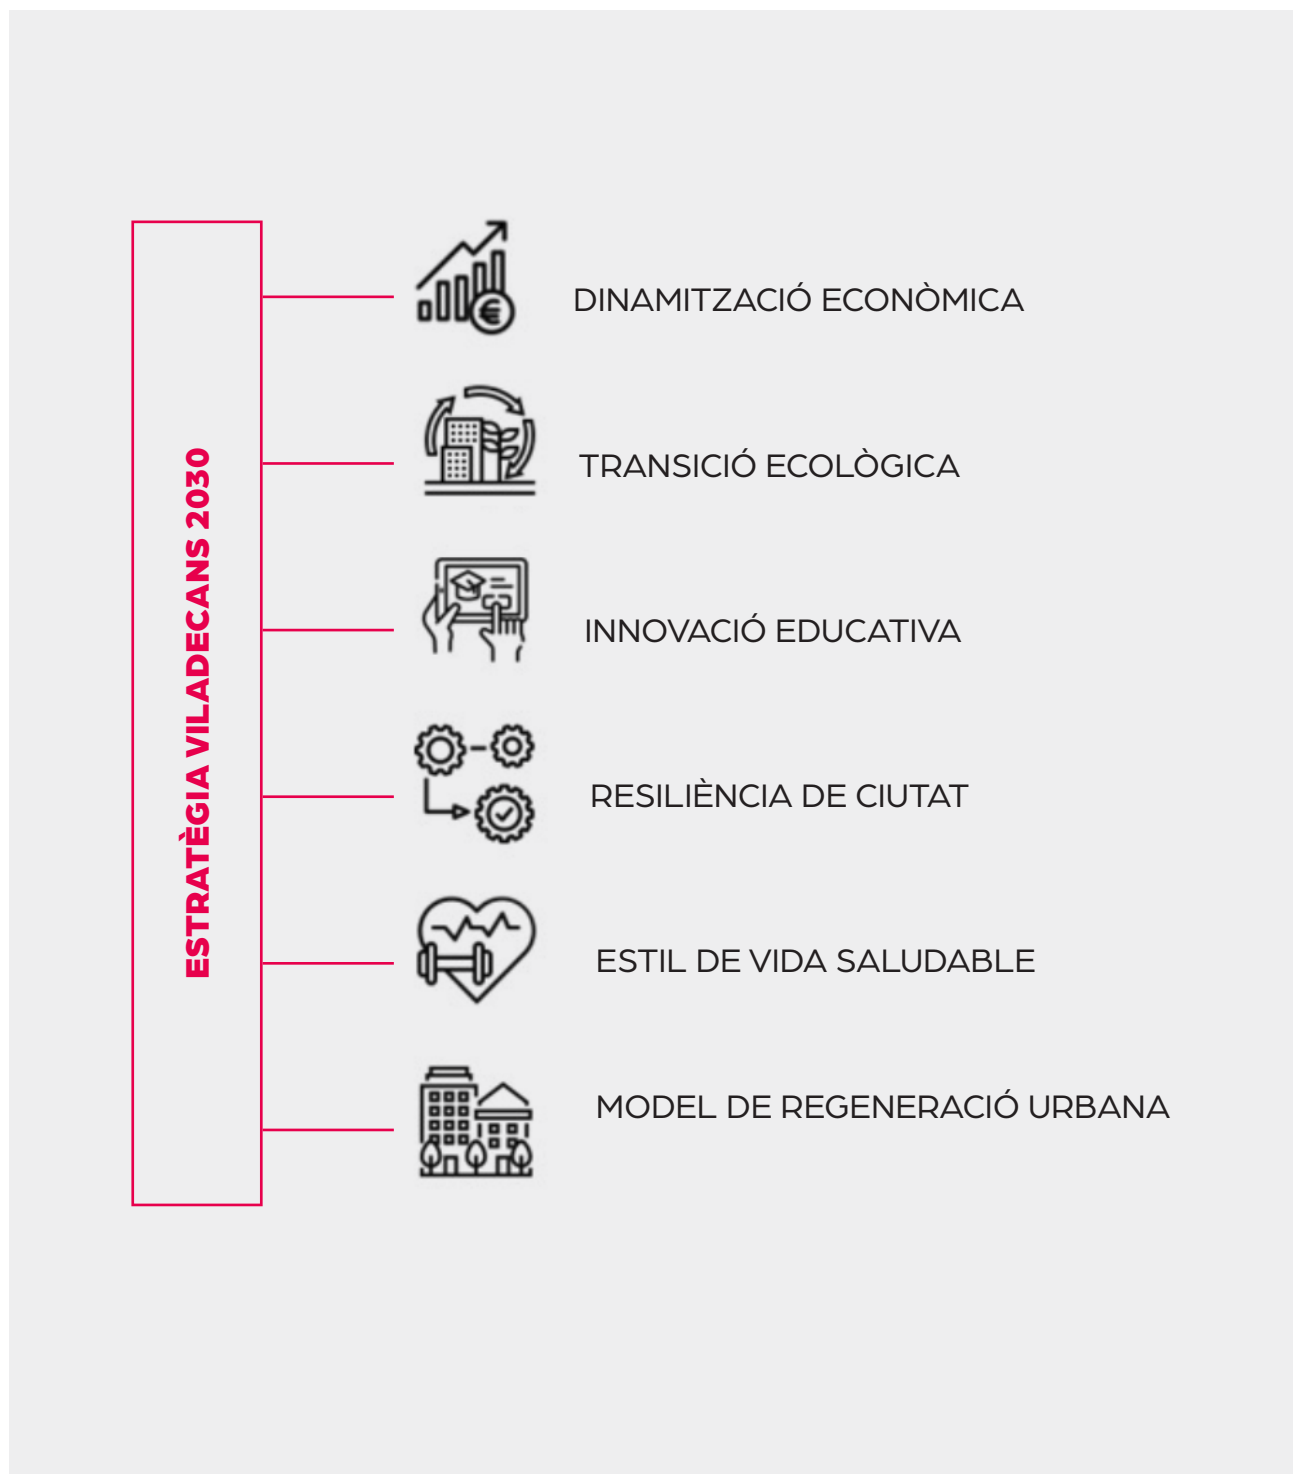 ESTRATÈGIA VILADECANS 2030
DINAMITZACIÓ ECONÒMICA
TRANSICIÓ ECOLÒGICA
INNOVACIÓ EDUCATIVA
RESILIÈNCIA DE CIUTAT
ESTIL DE VIDA SALUDABLE
MODEL DE REGENERACIÓ URBANA